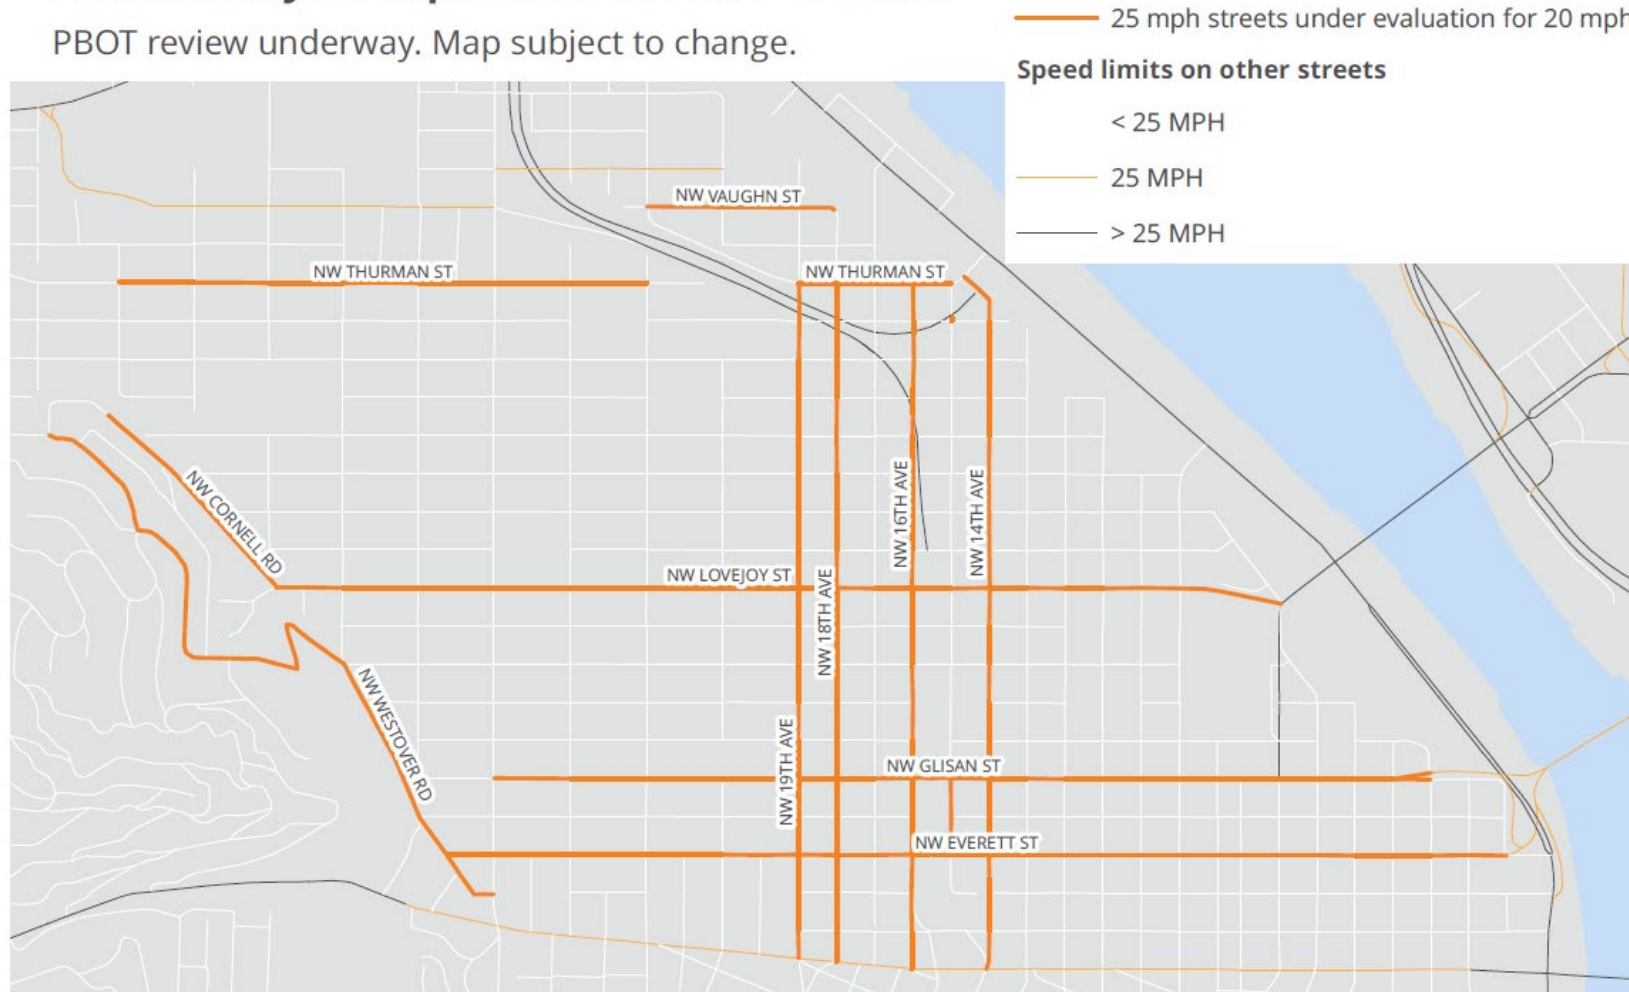 25 mph streets under evaluation for 20 mph
PBOT review underway. Map subject to change.
Speed limits on other streets
< 25 MPH
25 MPH
> 25 MPH
NW VAUGHN ST
NW THURMAN ST
NW THURMAN ST
NW CORNELL RD
NW 16TH AVE
NW 14TH AVE
NW LOVEJOY ST
NW 18TH AVE
NW WESTOVER RD
NW 19TH AVE
NW GLISAN ST
NW EVERETT ST